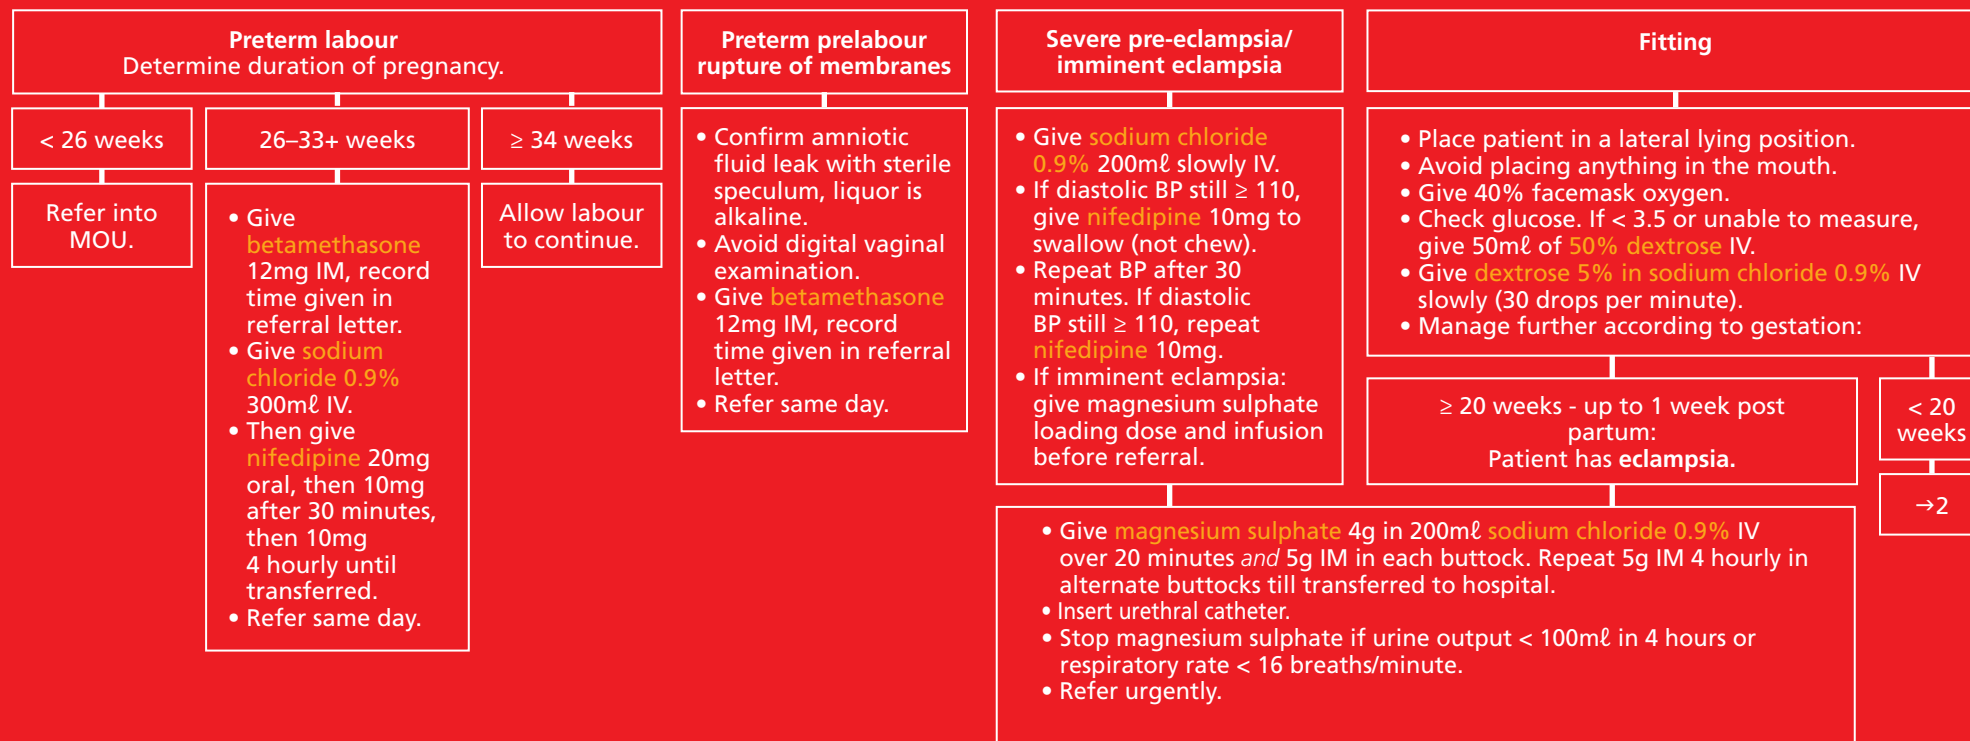 Preterm labour
Determine duration of pregnancy.
< 26 weeks
Refer into
MOU.
26–33+ weeks
• Give
betamethasone
12mg IM, record
time given in
referral letter.
• Give sodium
chloride 0.9%
300mℓ IV.
• Then give
nifedipine 20mg
oral, then 10mg
after 30 minutes,
then 10mg
4 hourly until
transferred.
• Refer same day.
≥ 34 weeks
Allow labour
to continue.
Preterm prelabour
rupture of membranes
• Confirm amniotic
fluid leak with sterile
speculum, liquor is
alkaline.
• Avoid digital vaginal
examination.
• Give betamethasone
12mg IM, record
time given in referral
letter.
• Refer same day.
Severe pre-eclampsia/
imminent eclampsia
• Give sodium chloride
0.9% 200mℓ slowly IV.
• If diastolic BP still ≥ 110,
give nifedipine 10mg to
swallow (not chew).
• Repeat BP after 30
minutes. If diastolic
BP still ≥ 110, repeat
nifedipine 10mg.
• If imminent eclampsia:
give magnesium sulphate
loading dose and infusion
before referral.
Fitting
• Place patient in a lateral lying position.
• Avoid placing anything in the mouth.
• Give 40% facemask oxygen.
• Check glucose. If < 3.5 or unable to measure,
give 50mℓ of 50% dextrose IV.
• Give dextrose 5% in sodium chloride 0.9% IV
slowly (30 drops per minute).
• Manage further according to gestation:
≥ 20 weeks - up to 1 week post
partum:
Patient has eclampsia.
< 20
weeks
→2
• Give magnesium sulphate 4g in 200mℓ sodium chloride 0.9% IV
over 20 minutes and 5g IM in each buttock. Repeat 5g IM 4 hourly in
alternate buttocks till transferred to hospital.
• Insert urethral catheter.
• Stop magnesium sulphate if urine output < 100mℓ in 4 hours or
respiratory rate < 16 breaths/minute.
• Refer urgently.